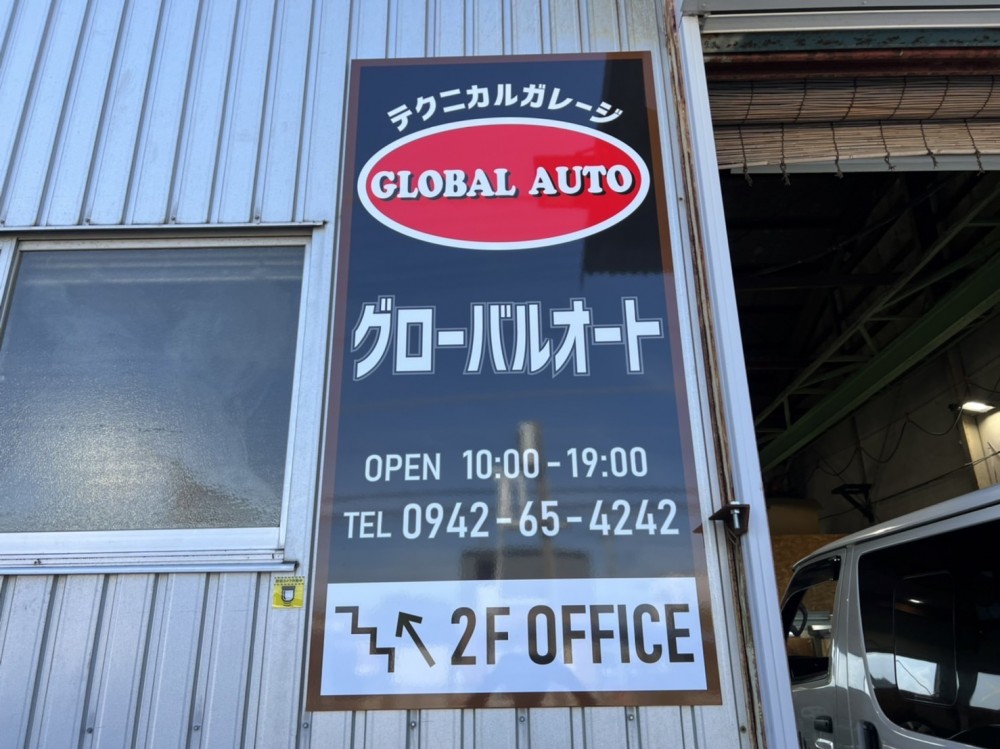 テクニカルガレージ
GLOBAL AUTO
グローバルオート
OPEN 10:00-19:00
TEL 0942-65-4242
2F OFFICE